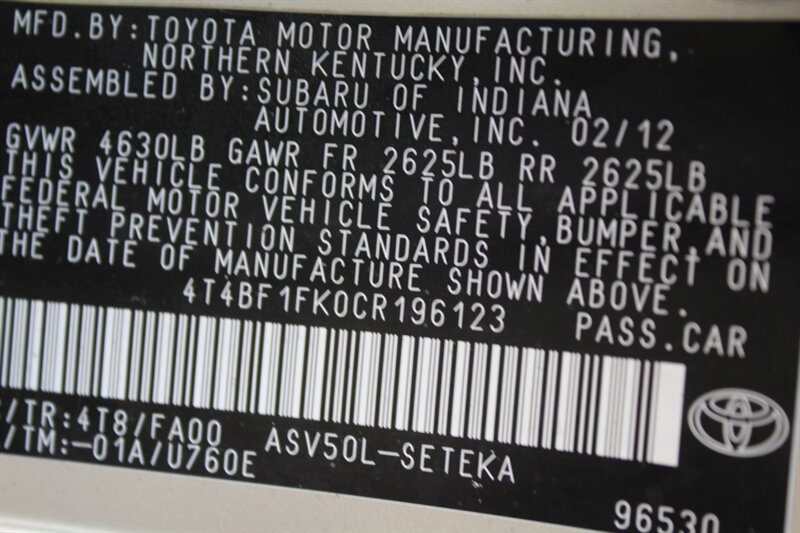 MFD.BY:TOYOTA MOTOR MANUFACTURING,
NORTHERN KENTUCKY,INC.
ASSEMBLED BY:SUBARU OF INDIANA
AUTOMOTIVE,INC. 02/12
GVWR 4630LB GAWR FR 2625LB RR 2625LB
THIS VEHICLE CONFORMS TO ALL APPLICABLE
FEDERAL MOTOR VEHICLE SAFETY,BUMPER,AND
THEFT PREVENTION STANDARDS IN EFFECT ON
THE DATE OF MANUFACTURE SHOWN ABOVE.
4T4BF1FK0CR196123 PASS.CAR
/TR:4T8/FA00
/TM:-01A/U760E ASV50L-SETEKA
96530